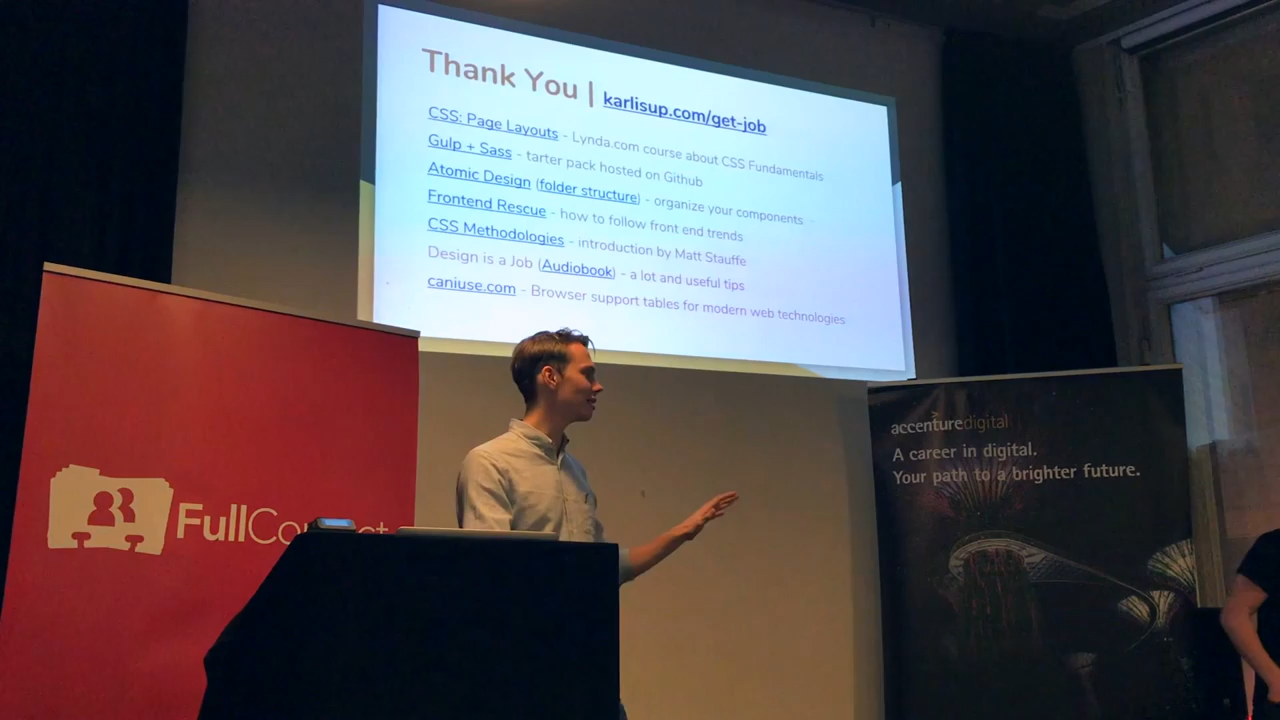 Thank You | karlisup.com/get-job
CSS: Page Layouts - Lynda.com course about CSS Fundamentals
Gulp + Sass - tarter pack hosted on Github
Atomic Design (folder structure) - organize your components
Frontend Rescue - how to follow front end trends
CSS Methodologies - introduction by Matt Stauffe
Design is a Job (Audiobook) - a lot and useful tips
caniuse.com - Browser support tables for modern web technologies
accenturedigital
A career in digital.
Your path to a brighter future.